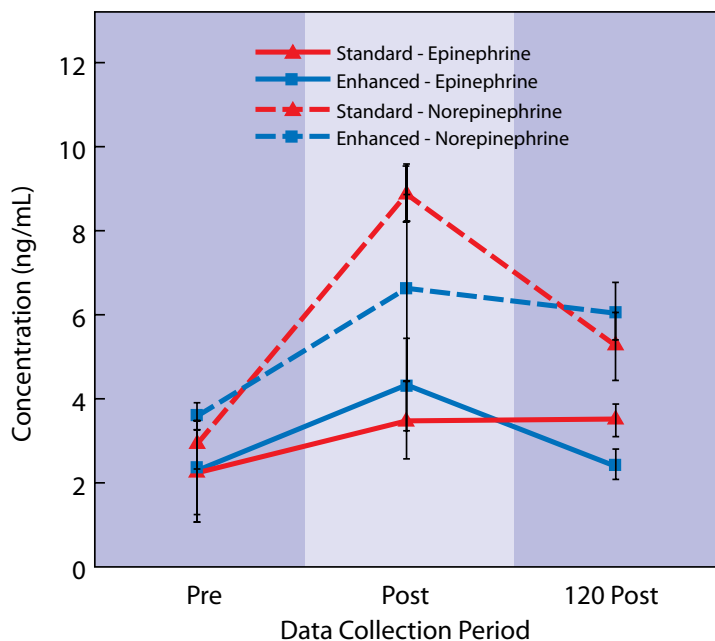 12
10
8
6
4
2
0
Concentration (ng/mL)
Standard - Epinephrine
Enhanced - Epinephrine
Standard - Norepinephrine
Enhanced - Norepinephrine
Pre
Post
120 Post
Data Collection Period